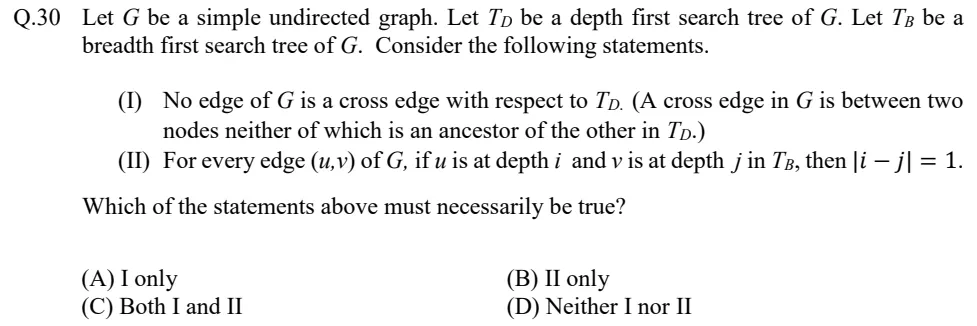 Q.30 Let G be a simple undirected graph. Let T_D be a depth first search tree of G. Let T_B be a
breadth first search tree of G. Consider the following statements.
(I) No edge of G is a cross edge with respect to T_D. (A cross edge in G is between two
nodes neither of which is an ancestor of the other in T_D.)
(II) For every edge (u,v) of G, if u is at depth i and v is at depth j in T_B, then |i − j| = 1.
Which of the statements above must necessarily be true?
(A) I only (B) II only
(C) Both I and II (D) Neither I nor II